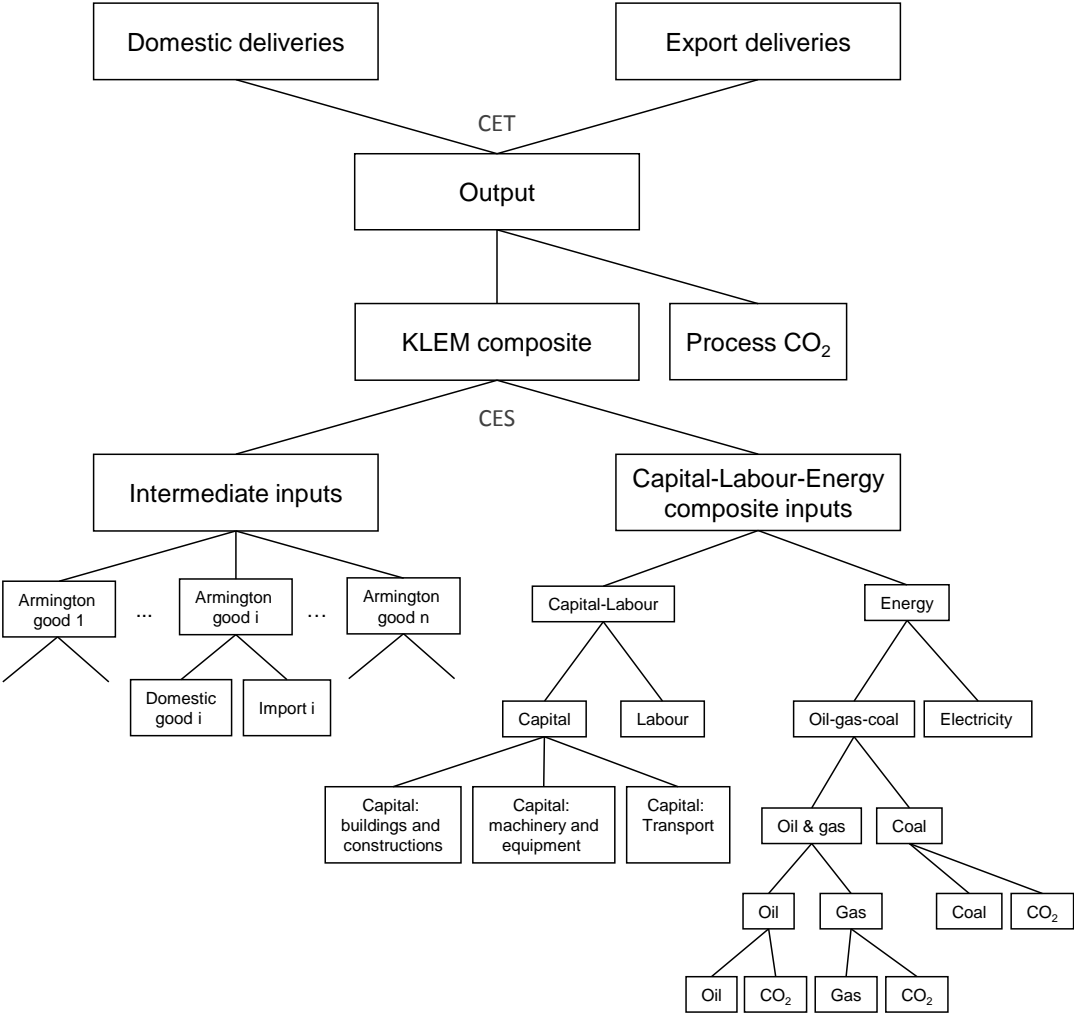 Domestic deliveries
Export deliveries
CET
Output
KLEM composite
Process CO₂
CES
Intermediate inputs
Capital-Labour-Energy
composite inputs
Armington
good 1
...
Armington
good i
...
Armington
good n
Capital-Labour
Energy
Domestic
good i
Import i
Capital
Labour
Oil-gas-coal
Electricity
Capital:
buildings and
constructions
Capital:
machinery and
equipment
Capital:
Transport
Oil & gas
Coal
Oil
Gas
Coal
CO₂
Oil
CO₂
Gas
CO₂